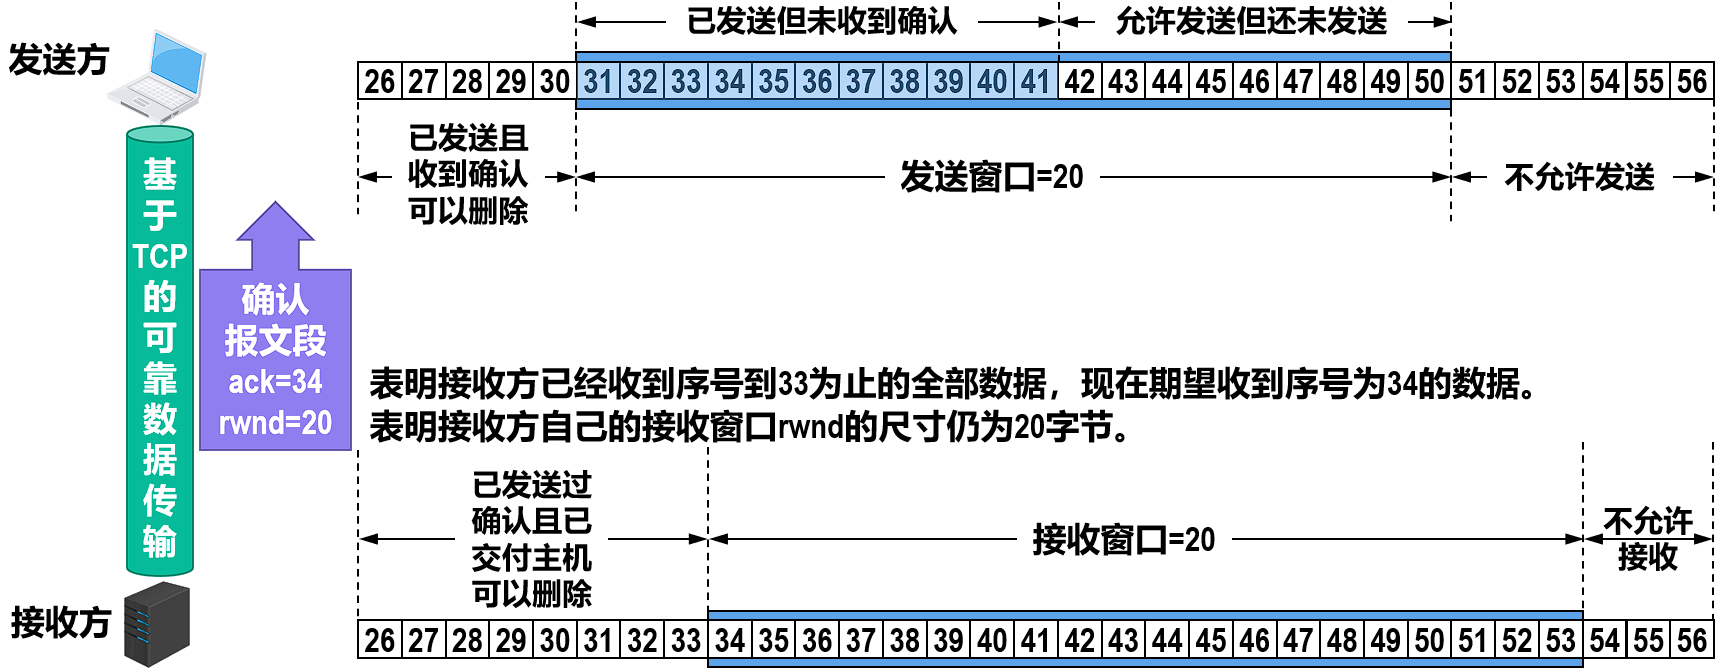 已发送但未收到确认
允许发送但还未发送
发送方
26 27 28 29 30 31 32 33 34 35 36 37 38 39 40 41 42 43 44 45 46 47 48 49 50 51 52 53 54 55 56
已发送且
收到确认
可以删除
发送窗口=20
不允许发送
基
于
TCP
的
可
靠
数
据
传
输
确认
报文段
ack=34
rwnd=20
表明接收方已经收到序号到33为止的全部数据，现在期望收到序号为34的数据。
表明接收方自己的接收窗口rwnd的尺寸仍为20字节。
已发送过
确认且已
交付主机
可以删除
接收窗口=20
不允许
接收
接收方
26 27 28 29 30 31 32 33 34 35 36 37 38 39 40 41 42 43 44 45 46 47 48 49 50 51 52 53 54 55 56